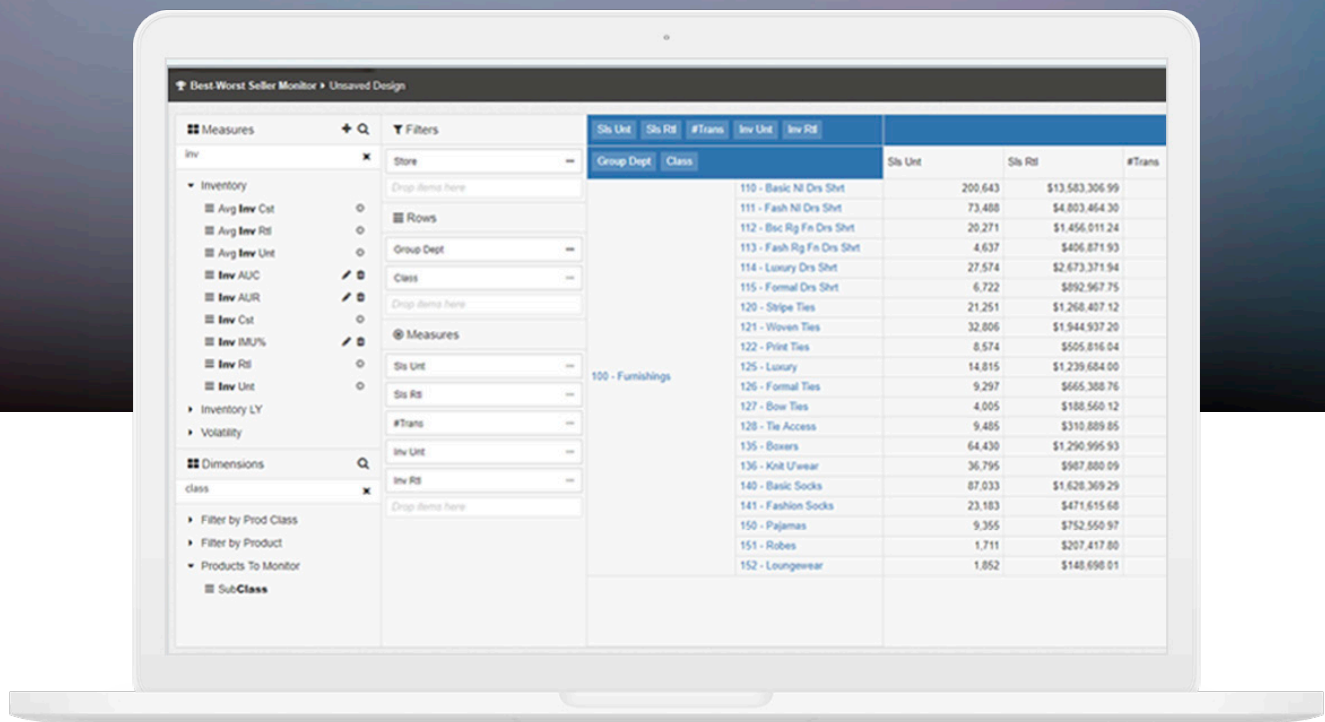 Best-Worst Seller Monitor Unsaved Design
Measures
inv
Inventory
Avg Inv Cst
Avg Inv Rtl
Avg Inv Unt
Inv AUC
Inv AUR
Inv Cst
Inv IMU%
Inv Rtl
Inv Unt
Inventory LY
Volatility
Dimensions
class
Filter by Prod Class
Filter by Product
Products To Monitor
SubClass
Filters
Store
Drop items here
Rows
Group Dept
Class
Drop items here
Measures
Sls Unt
Sls Rtl
#Trans
Inv Unt
Inv Rtl
Drop items here
Sls Unt Sls Rtl #Trans Inv Unt Inv Rtl
Group Dept Class Sls Unt Sls Rtl #Trans
110 - Basic Nl Drs Shrt 200,643 $13,583,306.99
111 - Fash Nl Drs Shrt 73,488 $4,803,464.30
112 - Bsc Rg Fn Drs Shrt 20,271 $1,456,011.24
113 - Fash Rg Fn Drs Shrt 4,637 $406,871.93
114 - Luxury Drs Shrt 27,574 $2,673,371.94
115 - Formal Drs Shrt 6,722 $892,967.75
120 - Stripe Ties 21,251 $1,268,407.12
121 - Woven Ties 32,806 $1,944,937.20
122 - Print Ties 8,574 $505,816.04
100 - Furnishings
125 - Luxury 14,815 $1,239,684.00
126 - Formal Ties 9,297 $665,388.76
127 - Bow Ties 4,005 $188,560.12
128 - Tie Access 9,485 $310,889.85
135 - Boxers 64,430 $1,290,995.93
136 - Knit U'wear 36,795 $987,880.09
140 - Basic Socks 87,033 $1,628,369.29
141 - Fashion Socks 23,183 $471,615.68
150 - Pajamas 9,355 $752,550.97
151 - Robes 1,711 $207,417.80
152 - Loungewear 1,852 $148,698.01